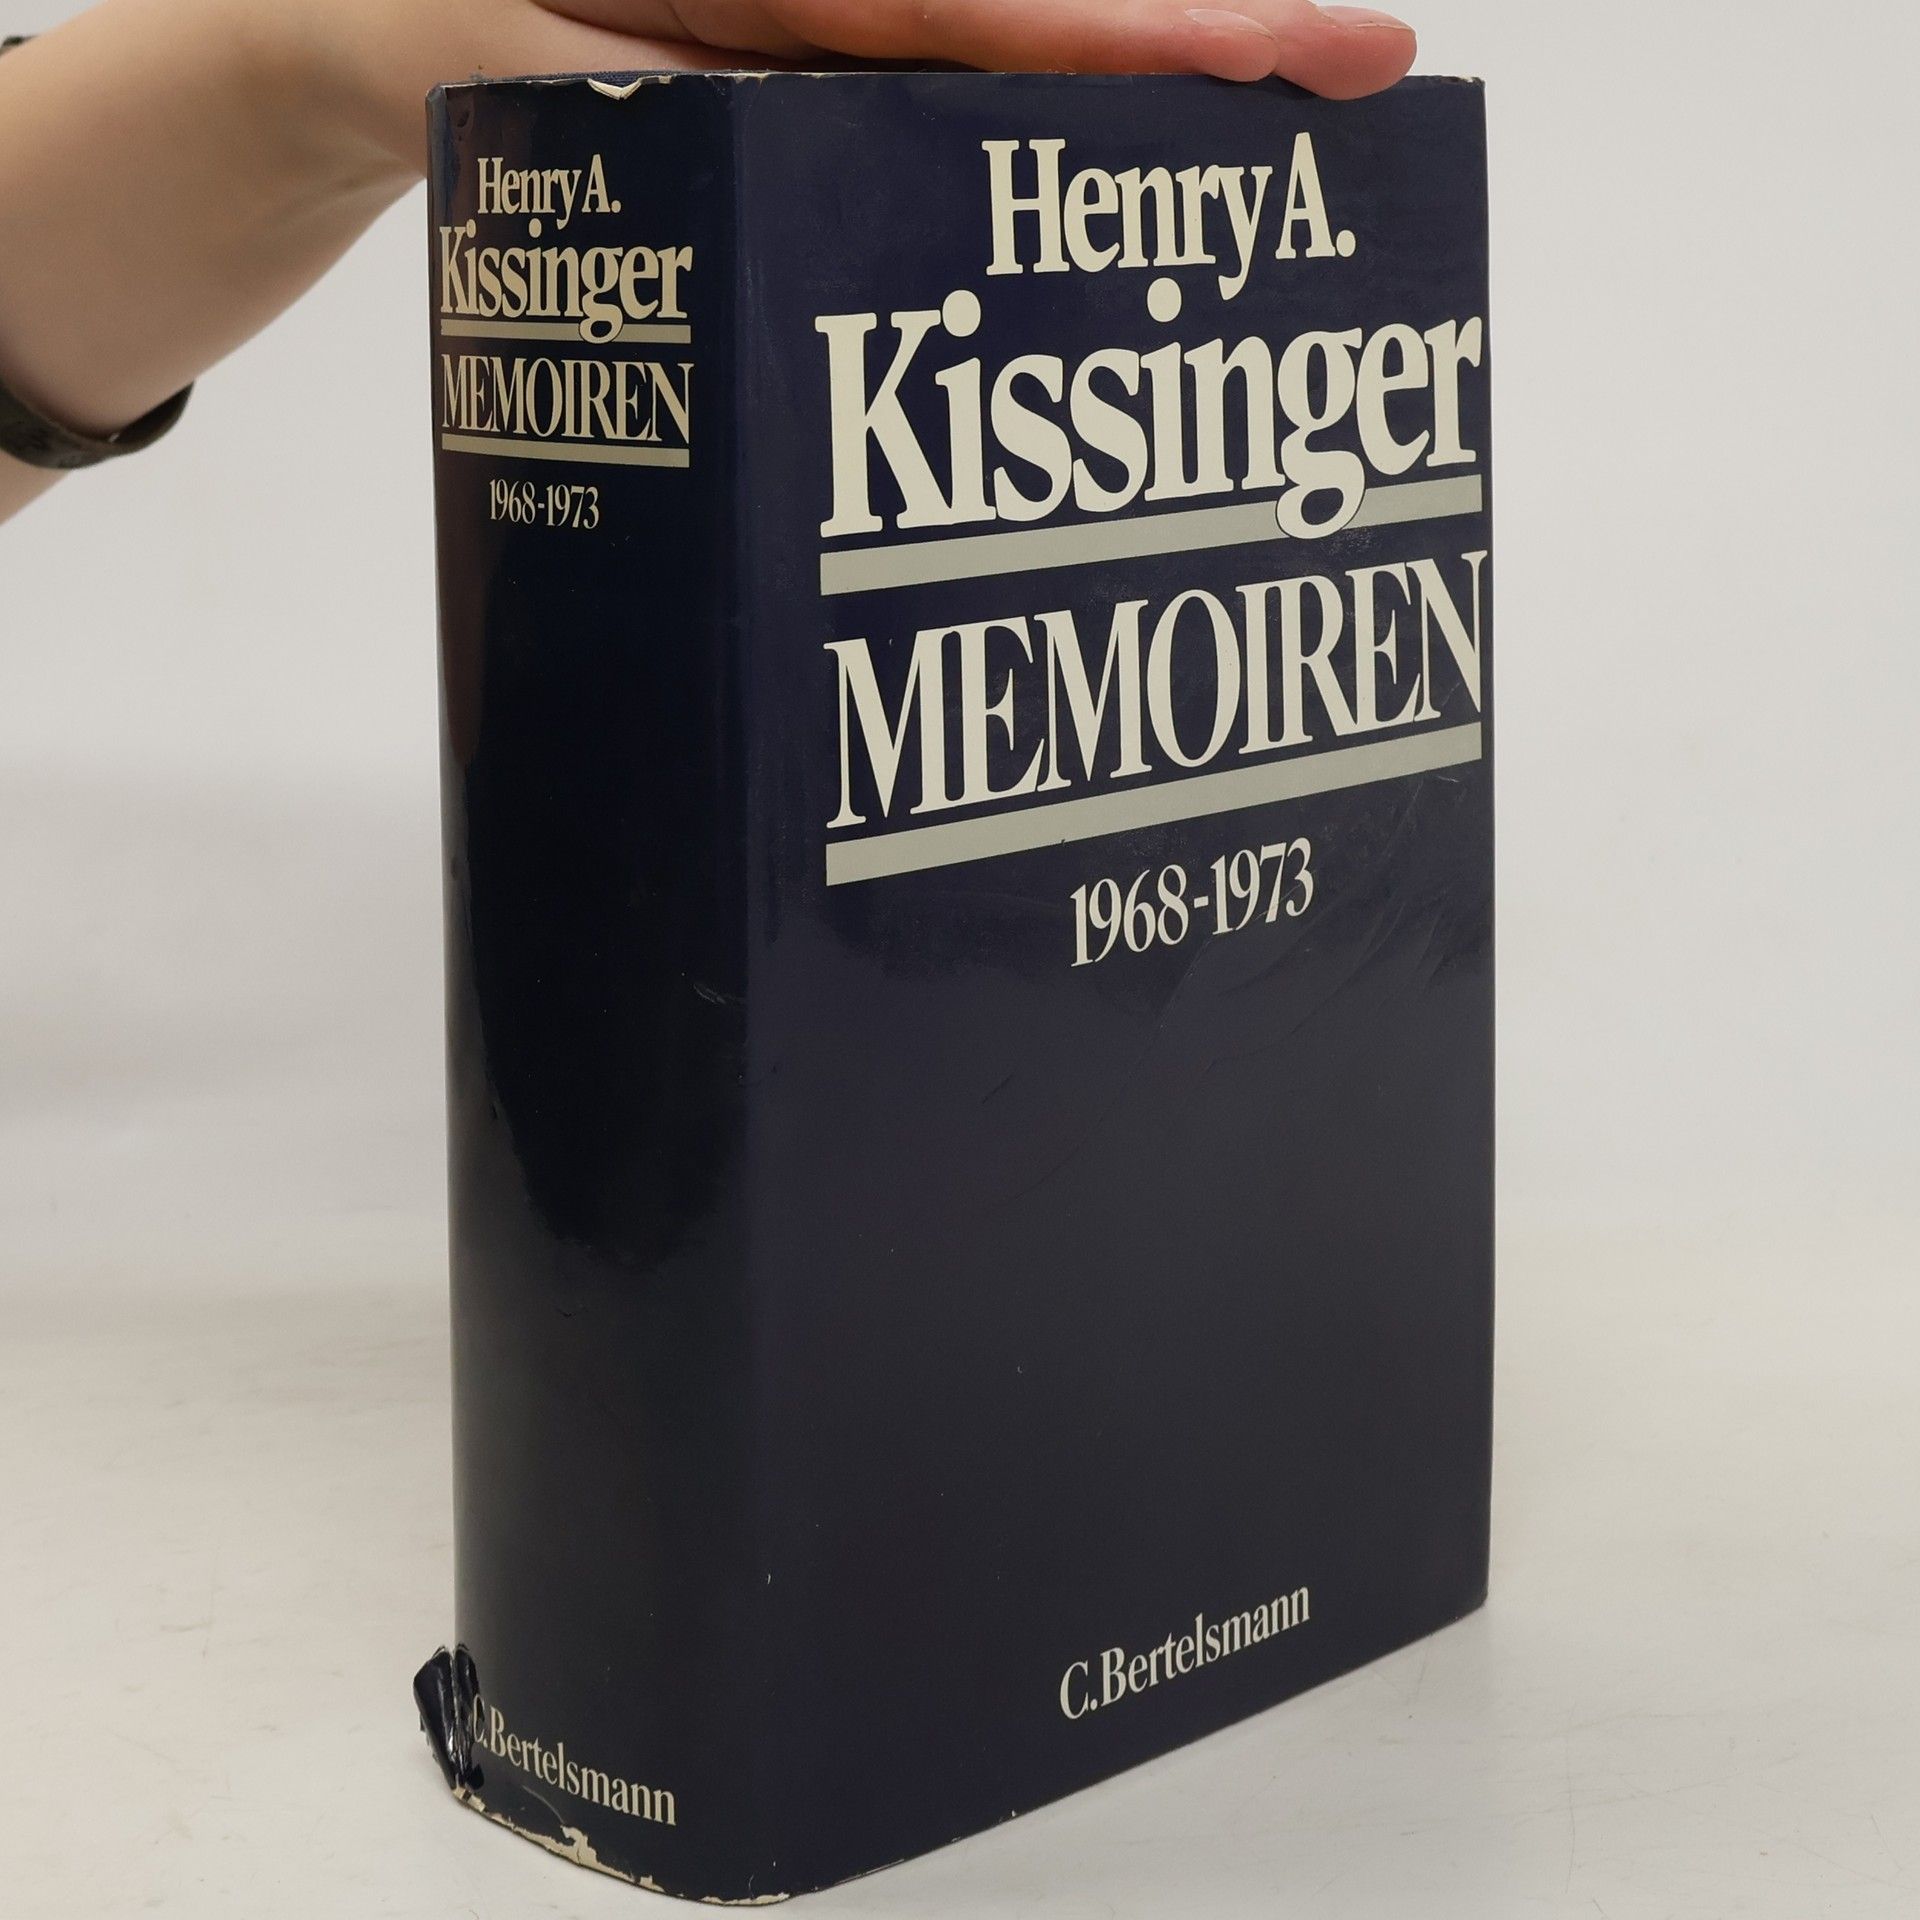 Henry A.
Kissinger
MEMOIREN
1968-1973
C.Bertelsmann
Henry A.
Kissinger
MEMOIREN
1968-1973
C.Bertelsmann